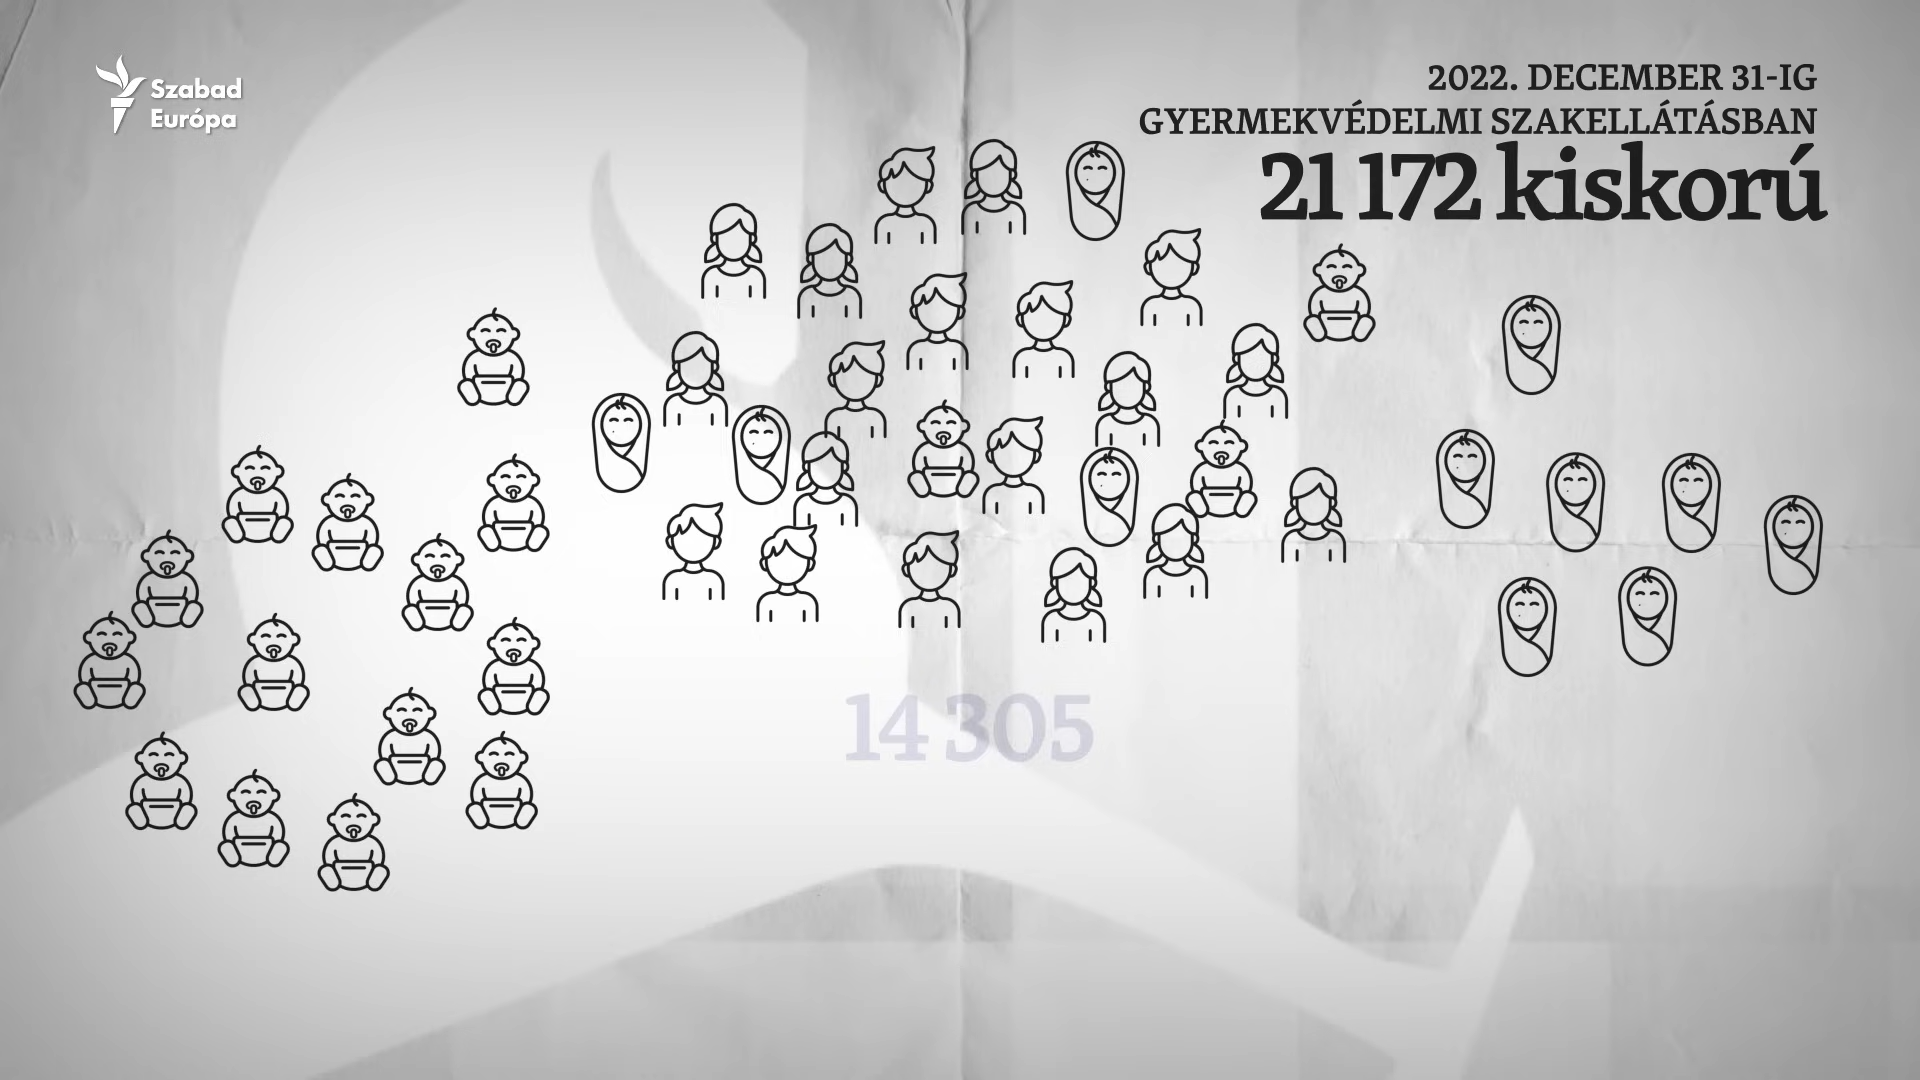 Szabad
Európa
2022. DECEMBER 31-IG
GYERMEKVÉDELMI SZAKELLÁTÁSBAN
21 172 kiskorú
14 305